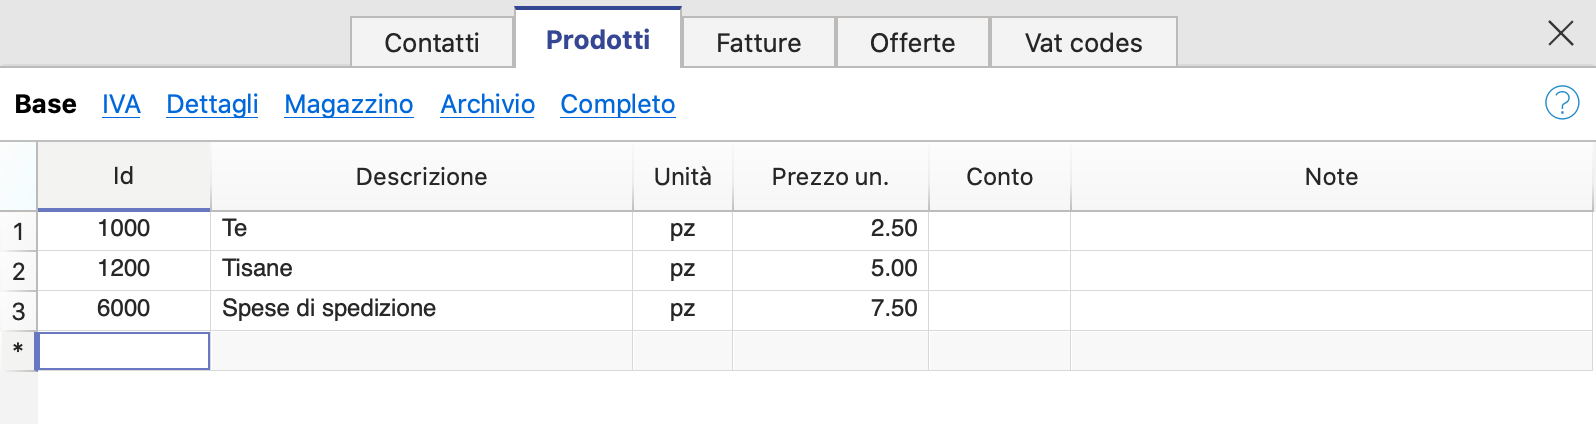 Contatti Prodotti Fatture Offerte Vat codes
Base IVA Dettagli Magazzino Archivio Completo ?
Id Descrizione Unità Prezzo un. Conto Note
1 1000 Te pz 2.50
2 1200 Tisane pz 5.00
3 6000 Spese di spedizione pz 7.50
*